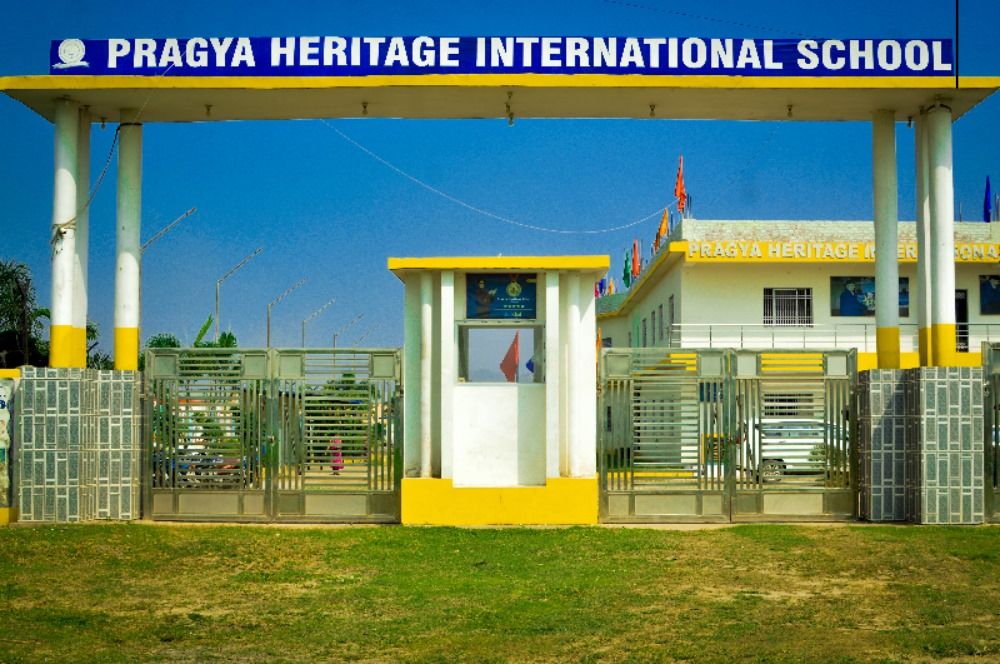 PRAGYA HERITAGE INTERNATIONAL SCHOOL
PRAGYA HERITAGE